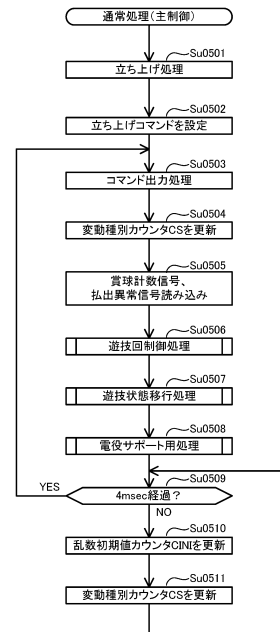 通常処理(主制御)
Su0501
立ち上げ処理
Su0502
立ち上げコマンドを設定
Su0503
コマンド出力処理
Su0504
変動種別カウンタCSを更新
Su0505
賞球計数信号、
払出異常信号読み込み
Su0506
遊技回制御処理
Su0507
遊技状態移行処理
Su0508
電役サポート用処理
Su0509
YES
4msec経過?
NO
Su0510
乱数初期値カウンタCINIを更新
Su0511
変動種別カウンタCSを更新